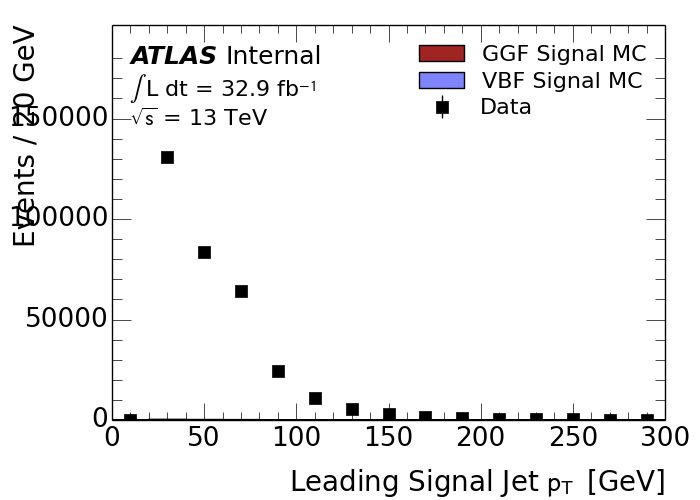 ATLAS Internal
∫L dt = 32.9 fb⁻¹
√s = 13 TeV
GGF Signal MC
VBF Signal MC
Data
Events / 20 GeV
150000
100000
50000
0
0 50 100 150 200 250 300
Leading Signal Jet p_T [GeV]